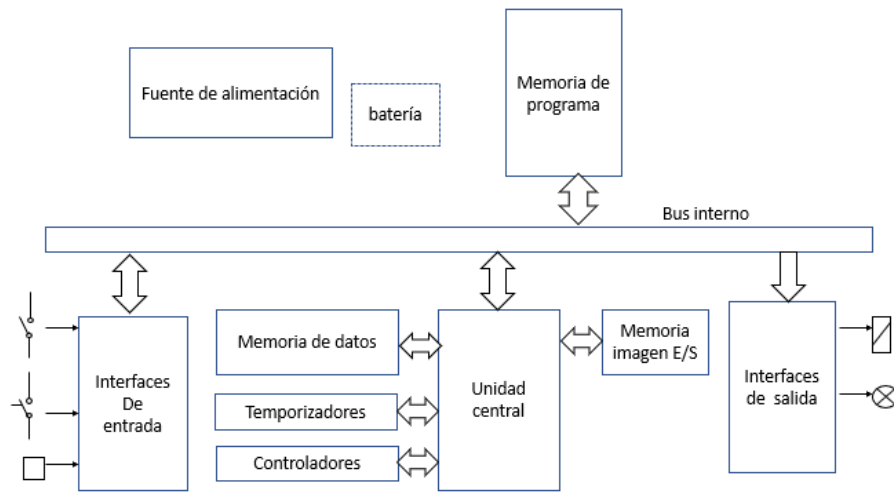 Fuente de alimentación
batería
Memoria de
programa
Bus interno
Interfaces
De
entrada
Memoria de datos
Temporizadores
Controladores
Unidad
central
Memoria
imagen E/S
Interfaces
de salida